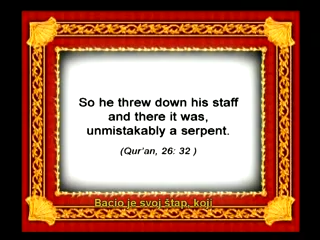 So he threw down his staff
and there it was,
unmistakably a serpent.
(Qur'an, 26: 32 )
Bacio je svoj štap, koji